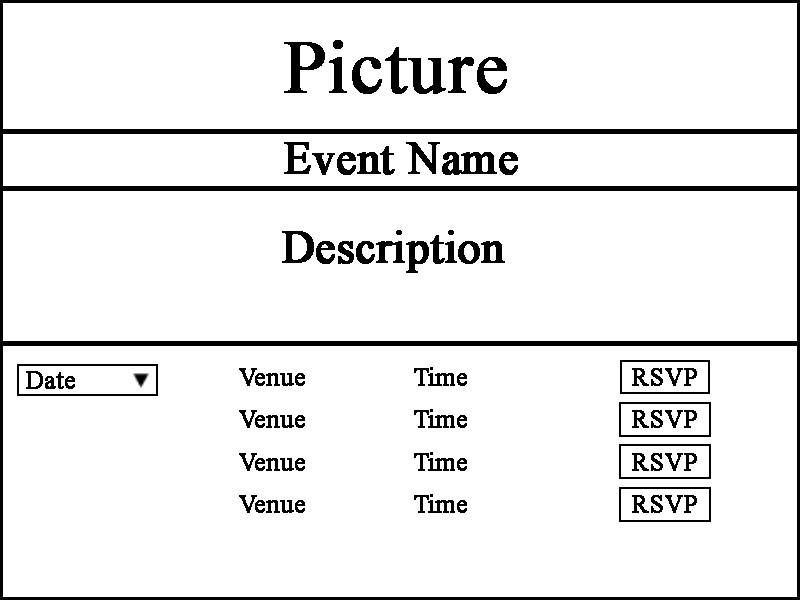 Picture
Event Name
Description
Date ▼ Venue Time RSVP
Venue Time RSVP
Venue Time RSVP
Venue Time RSVP